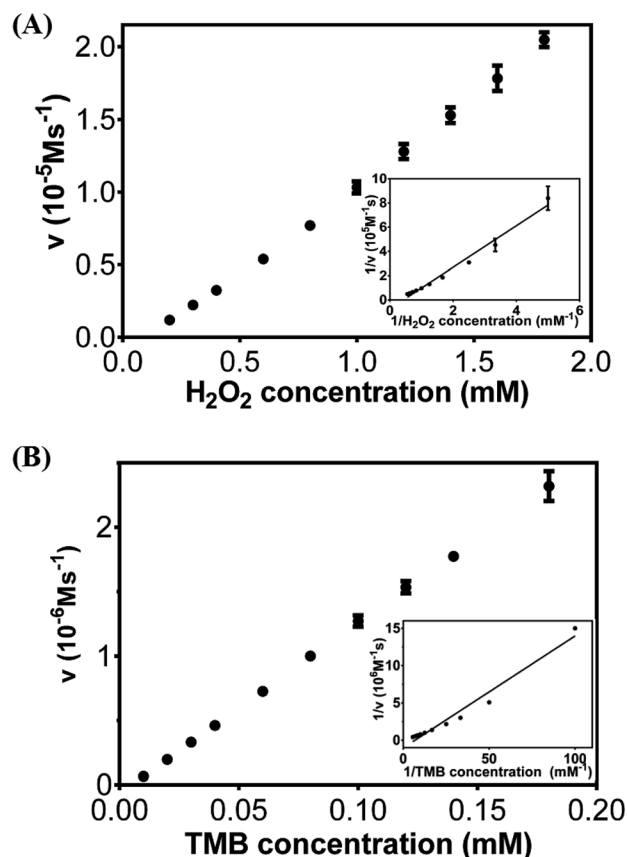 (A)
v (10⁻⁵Ms⁻¹)
2.0
1.5
1.0
0.5
0.0
0.0 0.5 1.0 1.5 2.0
H₂O₂ concentration (mM)
1/v (10⁵M⁻¹s)
10
8
6
4
2
0
0 2 4 6
1/H₂O₂ concentration (mM⁻¹)
(B)
v (10⁻⁶Ms⁻¹)
2
1
0
0.00 0.05 0.10 0.15 0.20
TMB concentration (mM)
1/v (10⁶M⁻¹s)
15
10
5
0
0 50 100
1/TMB concentration (mM⁻¹)